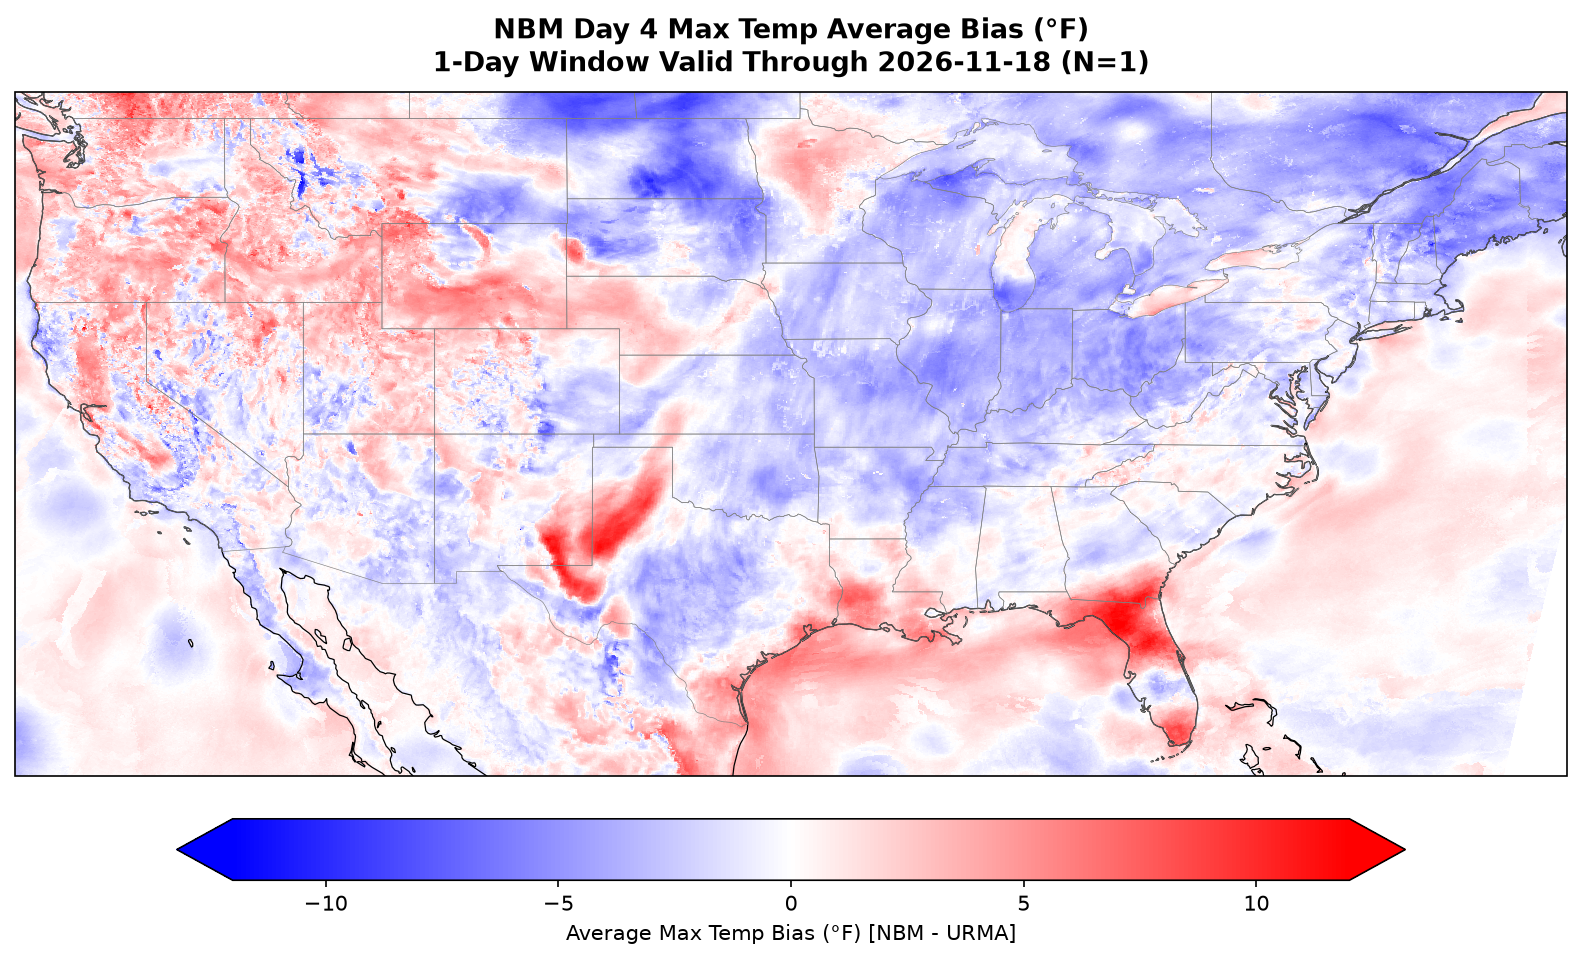 NBM Day 4 Max Temp Average Bias (°F)
1-Day Window Valid Through 2026-11-18 (N=1)
−10 −5 0 5 10
Average Max Temp Bias (°F) [NBM - URMA]